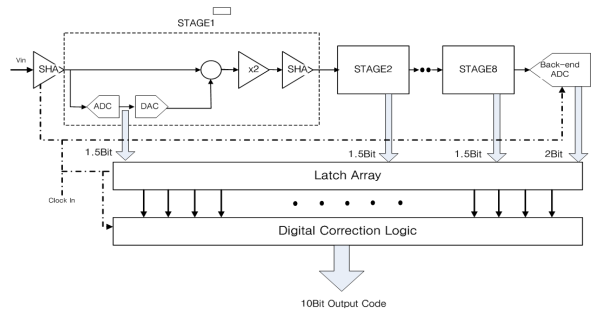 STAGE1
Vin
SHA
ADC
DAC
x2
SHA
STAGE2
STAGE8
Back-end
ADC
1.5Bit
1.5Bit
1.5Bit
2Bit
Clock In
Latch Array
Digital Correction Logic
10Bit Output Code